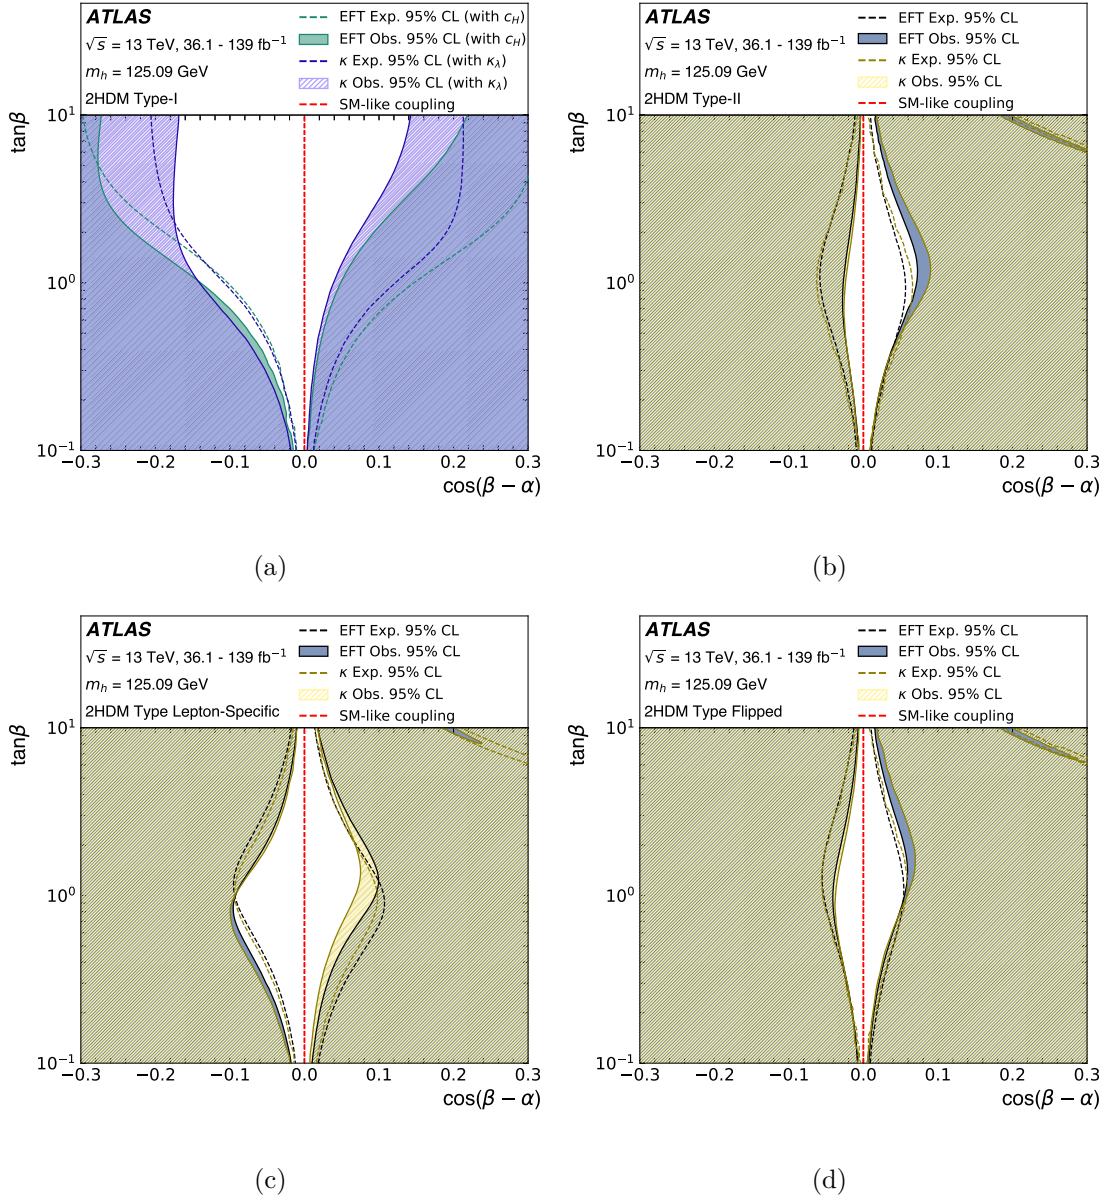 ATLAS
√s = 13 TeV, 36.1 - 139 fb⁻¹
m_h = 125.09 GeV
2HDM Type-I
EFT Exp. 95% CL (with c_H)
EFT Obs. 95% CL (with c_H)
κ Exp. 95% CL (with κ_λ)
κ Obs. 95% CL (with κ_λ)
SM-like coupling
tanβ
10¹
10⁰
10⁻¹
−0.3 −0.2 −0.1 0.0 0.1 0.2 0.3
cos(β − α)
(a)
ATLAS
√s = 13 TeV, 36.1 - 139 fb⁻¹
m_h = 125.09 GeV
2HDM Type-II
EFT Exp. 95% CL
EFT Obs. 95% CL
κ Exp. 95% CL
κ Obs. 95% CL
SM-like coupling
tanβ
10¹
10⁰
10⁻¹
−0.3 −0.2 −0.1 0.0 0.1 0.2 0.3
cos(β − α)
(b)
ATLAS
√s = 13 TeV, 36.1 - 139 fb⁻¹
m_h = 125.09 GeV
2HDM Type Lepton-Specific
EFT Exp. 95% CL
EFT Obs. 95% CL
κ Exp. 95% CL
κ Obs. 95% CL
SM-like coupling
tanβ
10¹
10⁰
10⁻¹
−0.3 −0.2 −0.1 0.0 0.1 0.2 0.3
cos(β − α)
(c)
ATLAS
√s = 13 TeV, 36.1 - 139 fb⁻¹
m_h = 125.09 GeV
2HDM Type Flipped
EFT Exp. 95% CL
EFT Obs. 95% CL
κ Exp. 95% CL
κ Obs. 95% CL
SM-like coupling
tanβ
10¹
10⁰
10⁻¹
−0.3 −0.2 −0.1 0.0 0.1 0.2 0.3
cos(β − α)
(d)